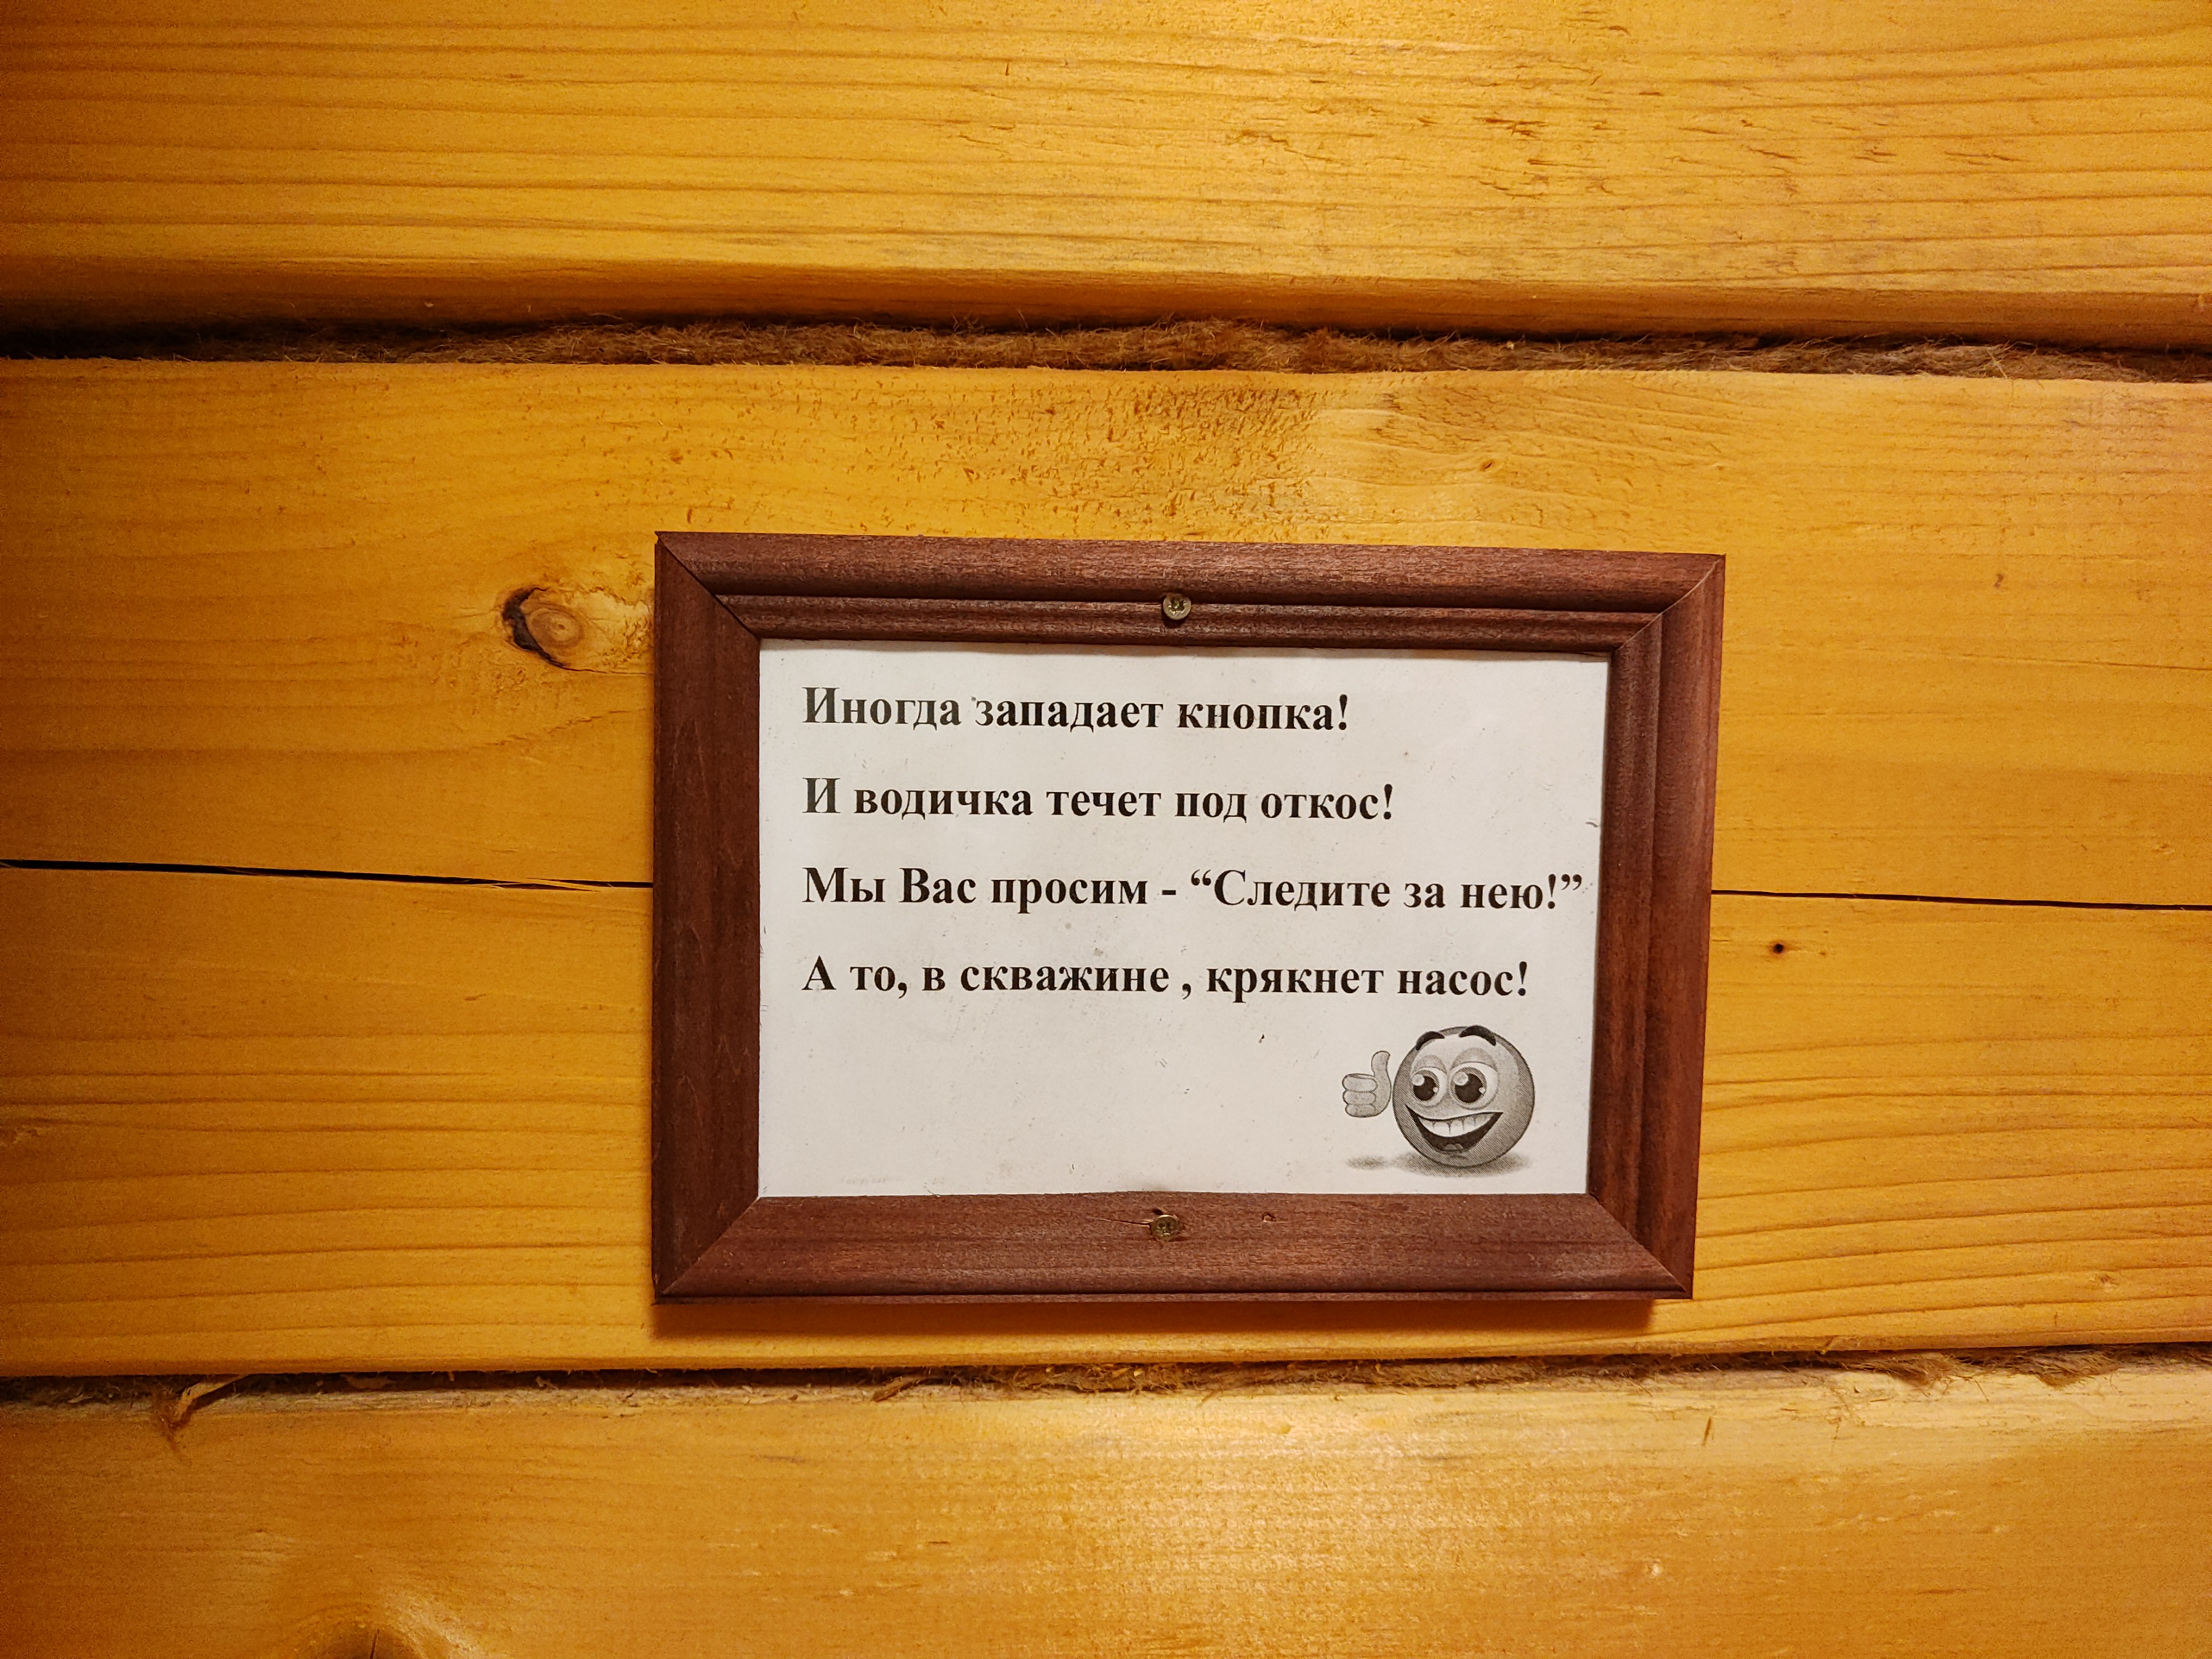 Иногда западает кнопка!
И водичка течет под откос!
Мы Вас просим - “Следите за нею!”
А то, в скважине , крякнет насос!